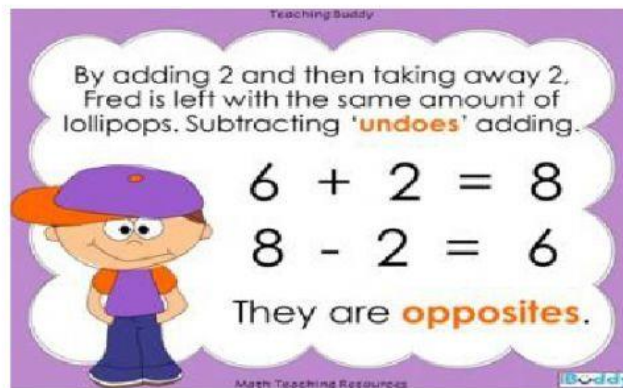 Teaching Buddy
By adding 2 and then taking away 2,
Fred is left with the same amount of
lollipops. Subtracting ‘undoes’ adding.
6 + 2 = 8
8 - 2 = 6
They are opposites.
Math Teaching Resources
Buddy